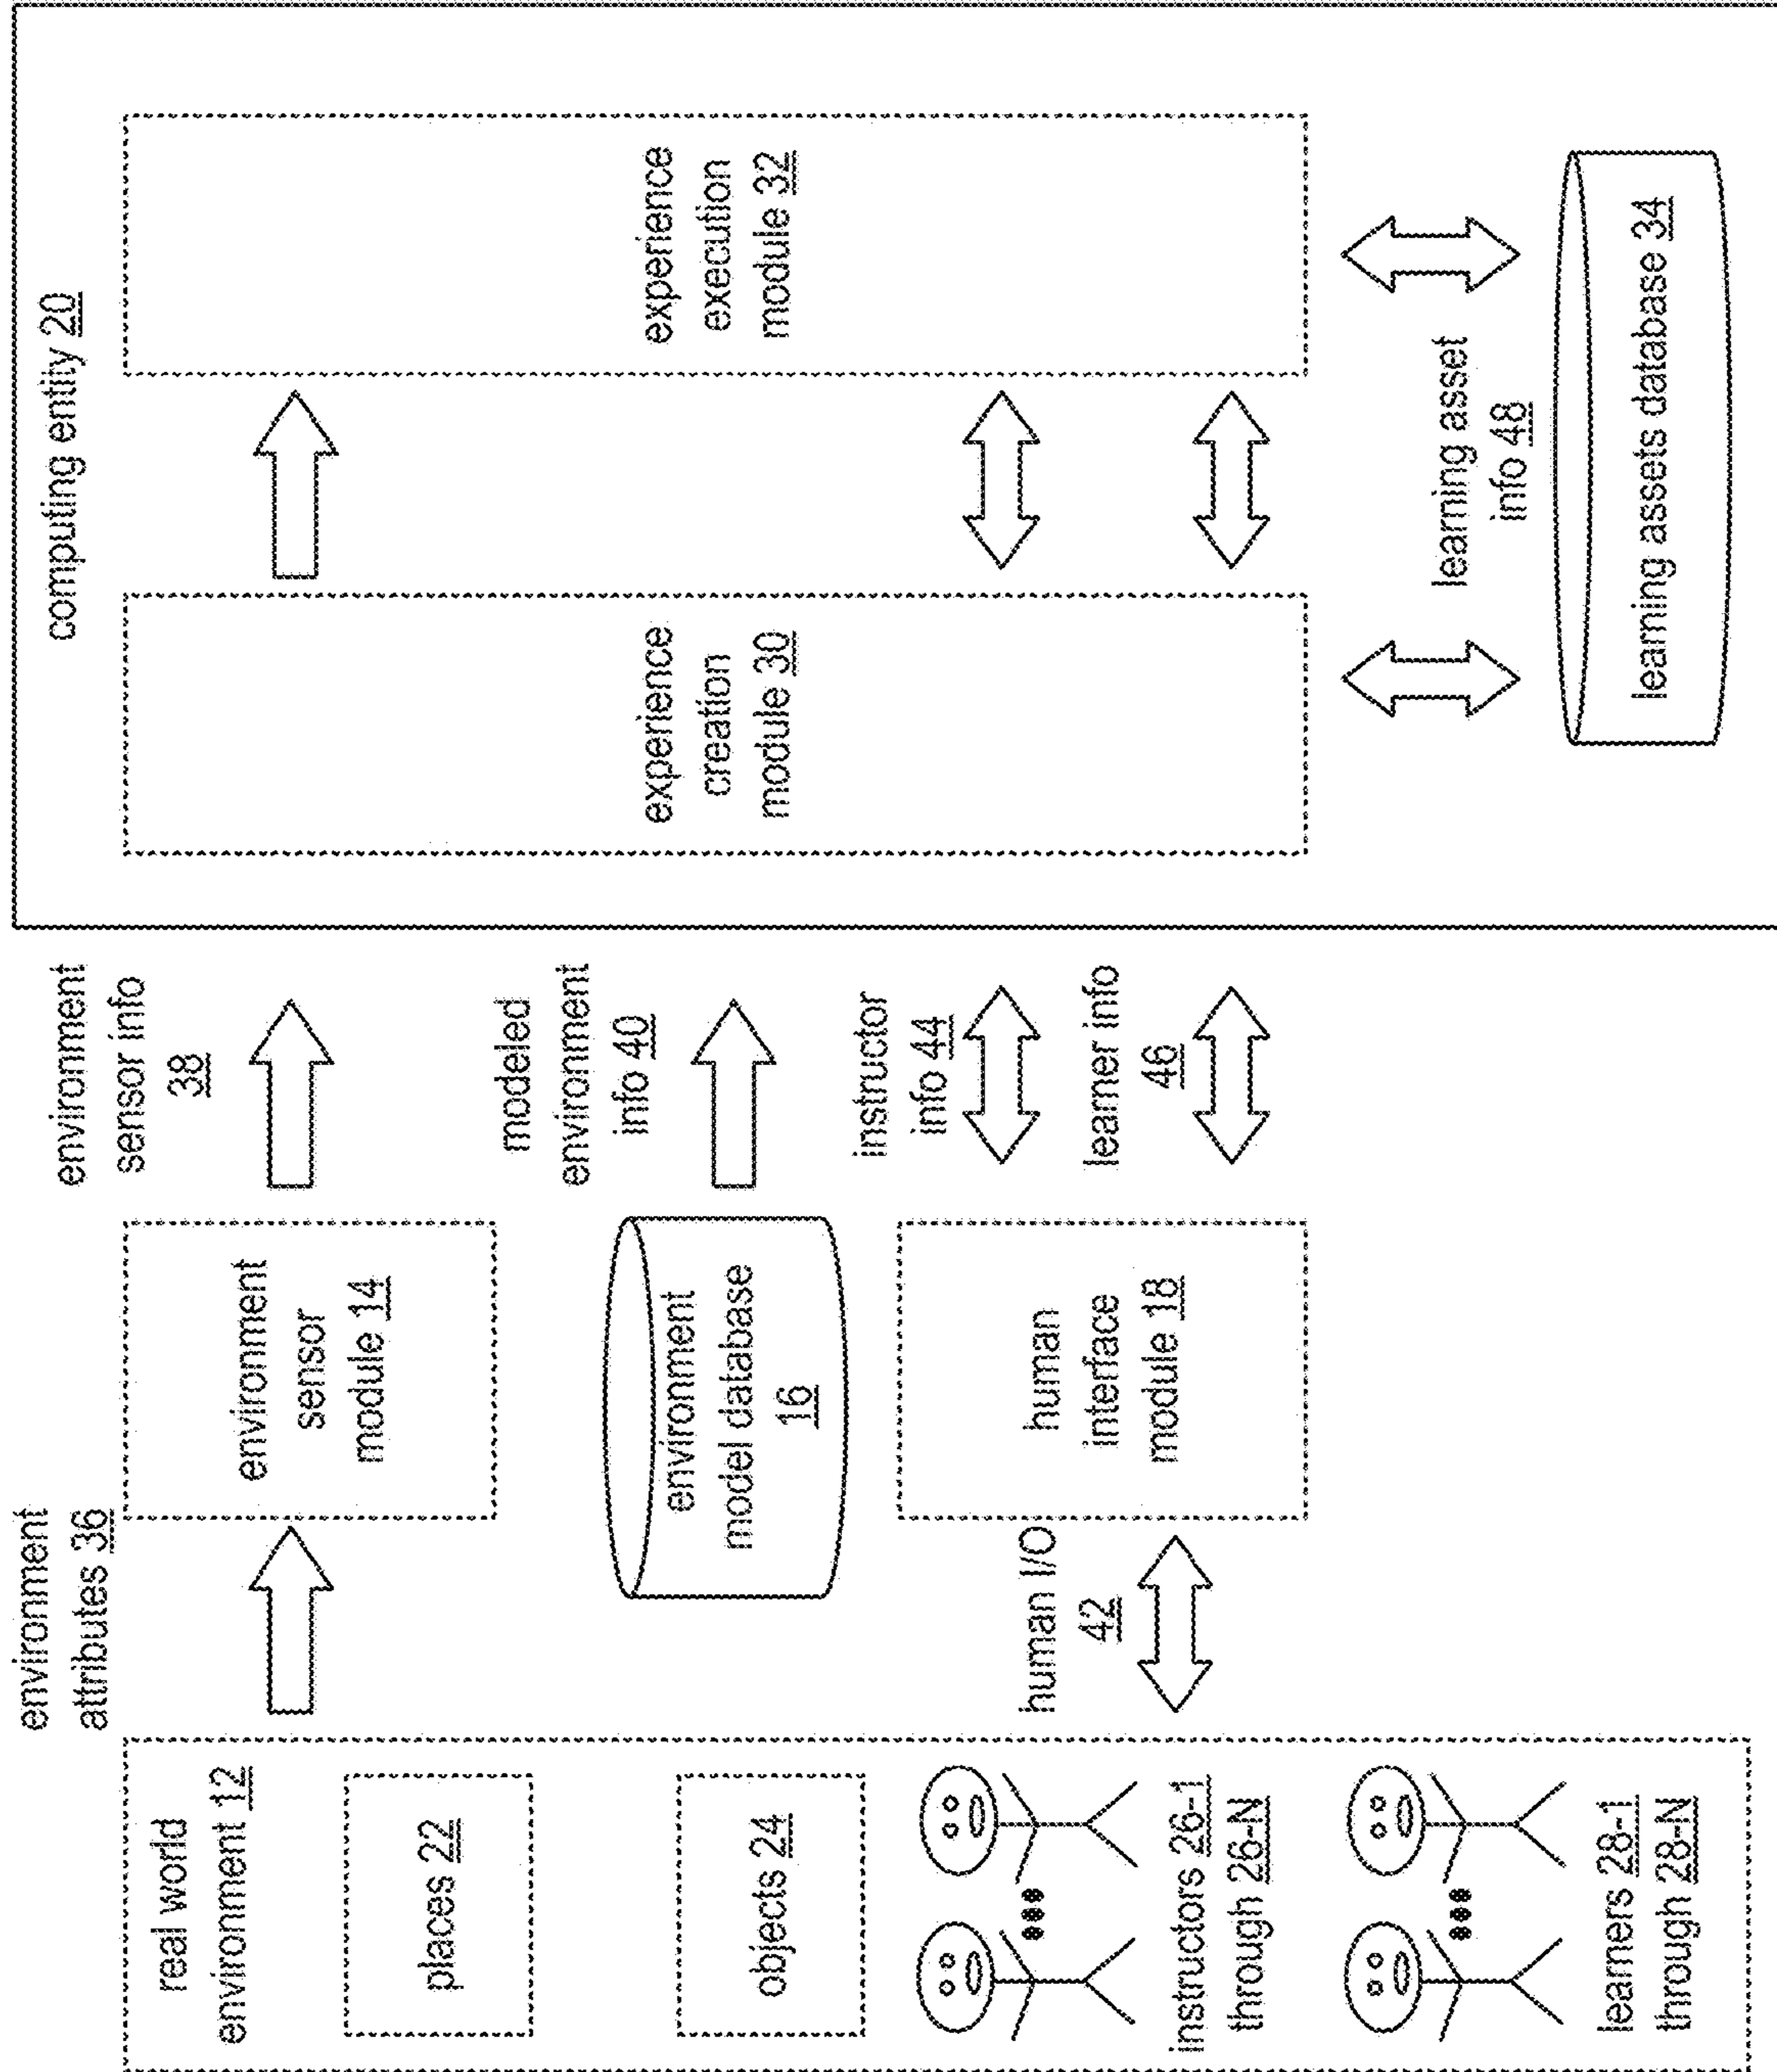 environment
attributes 36
environment
sensor info
38
computing entity 20
real world
environment 12
places 22
objects 24
instructors 26-1
through 26-N
learners 28-1
through 28-N
environment
sensor
module 14
environment
model database
16
modeled
environment
info 40
human I/O
42
human
interface
module 18
instructor
info 44
learner info
46
experience
creation
module 30
experience
execution
module 32
learning asset
info 48
learning assets database 34